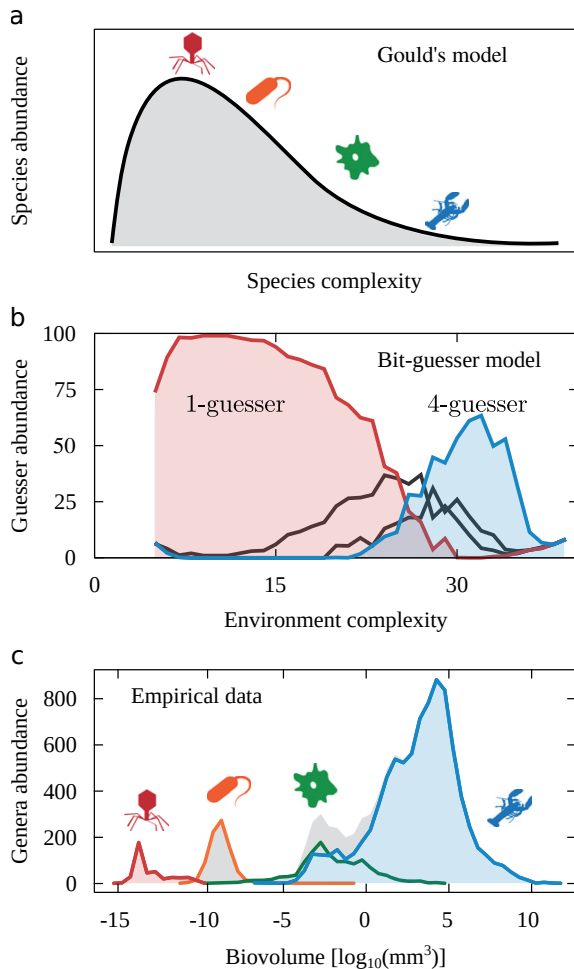 a
Gould's model
Species abundance
Species complexity
b
100
Bit-guesser model
75
1-guesser
4-guesser
Guesser abundance
50
25
0
0
15
30
Environment complexity
c
800
Empirical data
Genera abundance
600
400
200
0
-15
-10
-5
0
5
10
Biovolume [log10(mm³)]